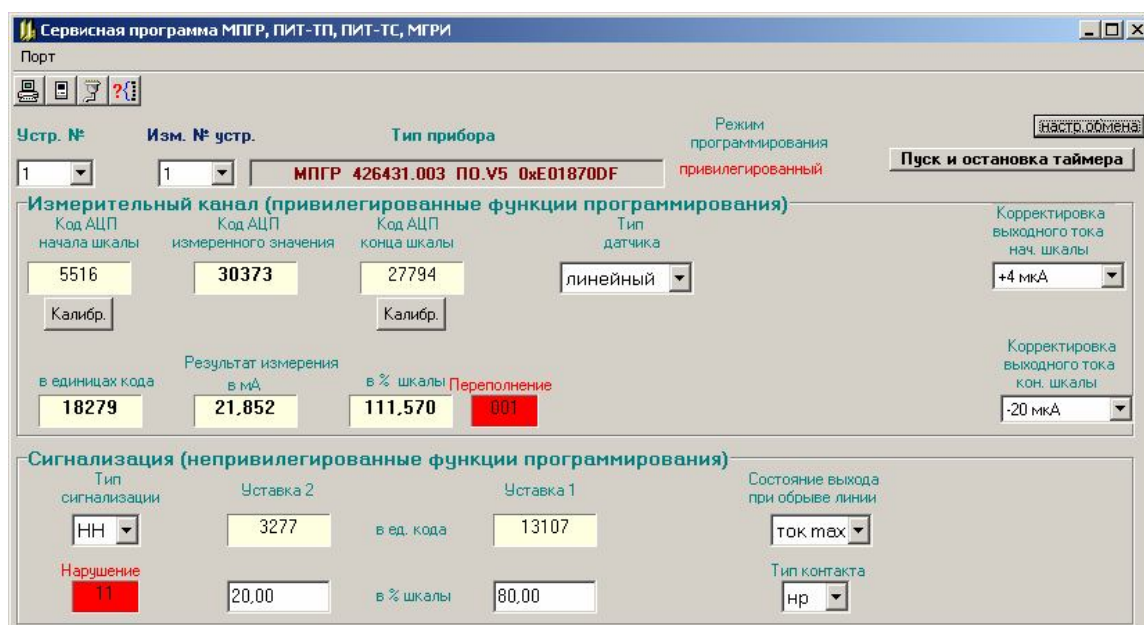 Сервисная программа МПГР, ПИТ-ТП, ПИТ-ТС, МГРИ
Порт
Устр. №
Изм. № устр.
Тип прибора
Режим
программирования
настр.обмена
1
1
МПГР 426431.003 ПО.V5 0xE01870DF
привилегированный
Пуск и остановка таймера
Измерительный канал (привилегированные функции программирования)
Код АЦП
начала шкалы
Код АЦП
измеренного значения
Код АЦП
конца шкалы
Тип
датчика
Корректировка
выходного тока
нач. шкалы
5516
30373
27794
линейный
+4 мкА
Калибр.
Калибр.
в единицах кода
Результат измерения
в мА
в % шкалы
Переполнение
Корректировка
выходного тока
кон. шкалы
18279
21,852
111,570
001
-20 мкА
Сигнализация (непривилегированные функции программирования)
Тип
сигнализации
Уставка 2
Уставка 1
Состояние выхода
при обрыве линии
НН
3277
в ед. кода
13107
ток max
Нарушение
Тип контакта
11
20,00
в % шкалы
80,00
нр